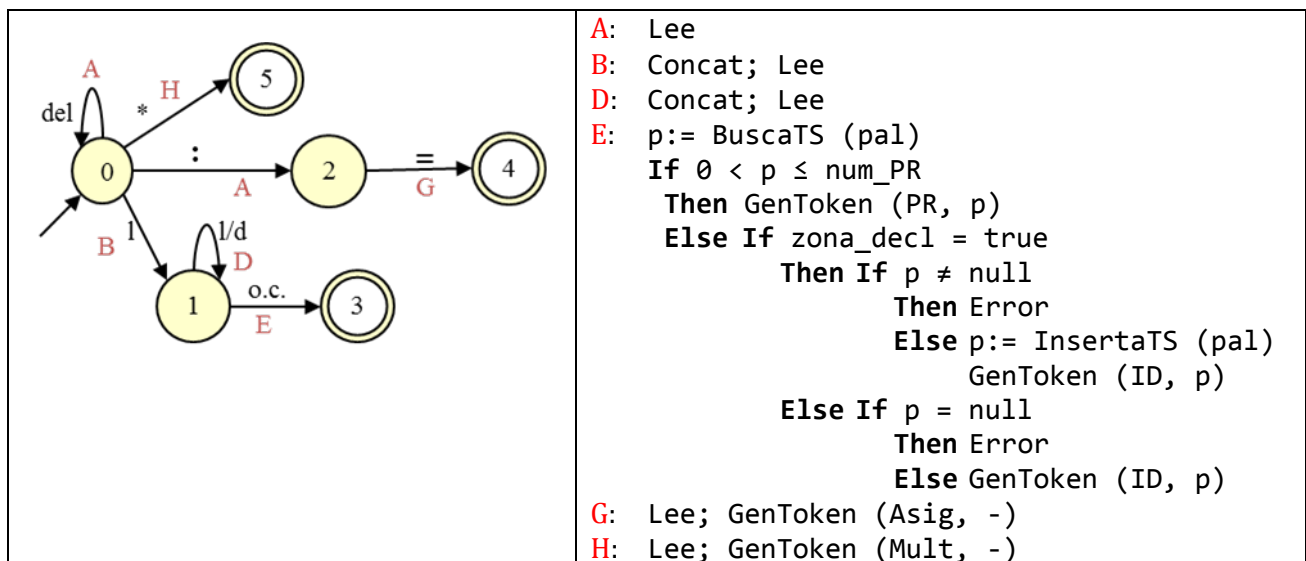 A
del
*
H
5
0
:
A
2
=
G
4
B
l
l/d
D
1
o.c.
E
3
A: Lee
B: Concat; Lee
D: Concat; Lee
E: p:= BuscaTS (pal)
If 0 < p ≤ num_PR
Then GenToken (PR, p)
Else If zona_decl = true
Then If p ≠ null
Then Error
Else p:= InsertaTS (pal)
GenToken (ID, p)
Else If p = null
Then Error
Else GenToken (ID, p)
G: Lee; GenToken (Asig, -)
H: Lee; GenToken (Mult, -)